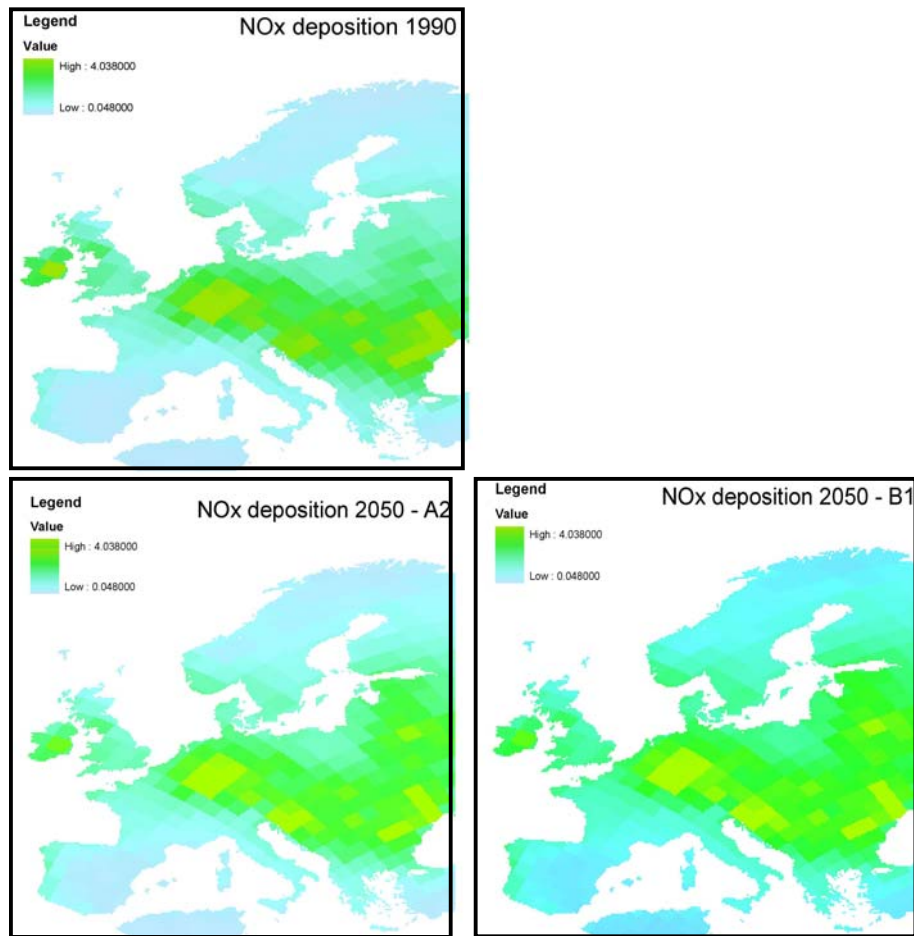 Legend
NOx deposition 1990
Value
High : 4.038000
Low : 0.048000
Legend
NOx deposition 2050 - A2
Value
High : 4.038000
Low : 0.048000
Legend
NOx deposition 2050 - B1
Value
High : 4.038000
Low : 0.048000